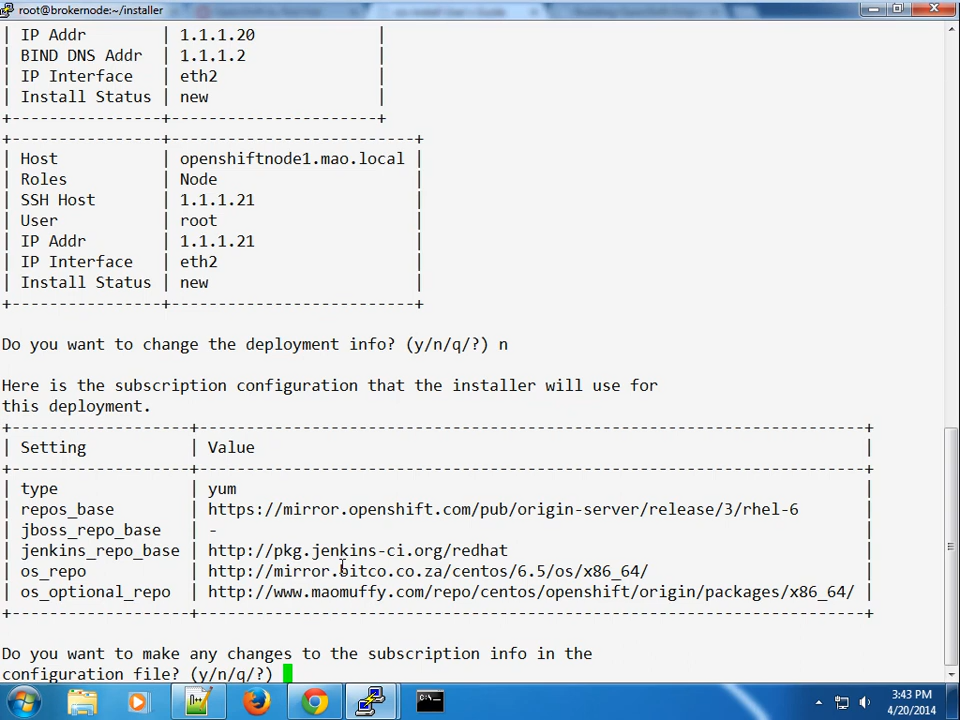 root@brokernode:~/installer
| IP Addr | 1.1.1.20 |
| BIND DNS Addr | 1.1.1.2 |
| IP Interface | eth2 |
| Install Status | new |
+----------------+----------------------+
+----------------+--------------------------+
| Host | openshiftnode1.mao.local |
| Roles | Node |
| SSH Host | 1.1.1.21 |
| User | root |
| IP Addr | 1.1.1.21 |
| IP Interface | eth2 |
| Install Status | new |
+----------------+--------------------------+
Do you want to change the deployment info? (y/n/q/?) n
Here is the subscription configuration that the installer will use for
this deployment.
+-------------------+-----------------------------------------------------------------------+
| Setting | Value |
+-------------------+-----------------------------------------------------------------------+
| type | yum
| repos_base | https://mirror.openshift.com/pub/origin-server/release/3/rhel-6 |
| jboss_repo_base | - |
| jenkins_repo_base | http://pkg.jenkins-ci.org/redhat |
| os_repo | http://mirror.bitco.co.za/centos/6.5/os/x86_64/ |
| os_optional_repo | http://www.maomuffy.com/repo/centos/openshift/origin/packages/x86_64/ |
+-------------------+-----------------------------------------------------------------------+
Do you want to make any changes to the subscription info in the
configuration file? (y/n/q/?)
3:43 PM
4/20/2014